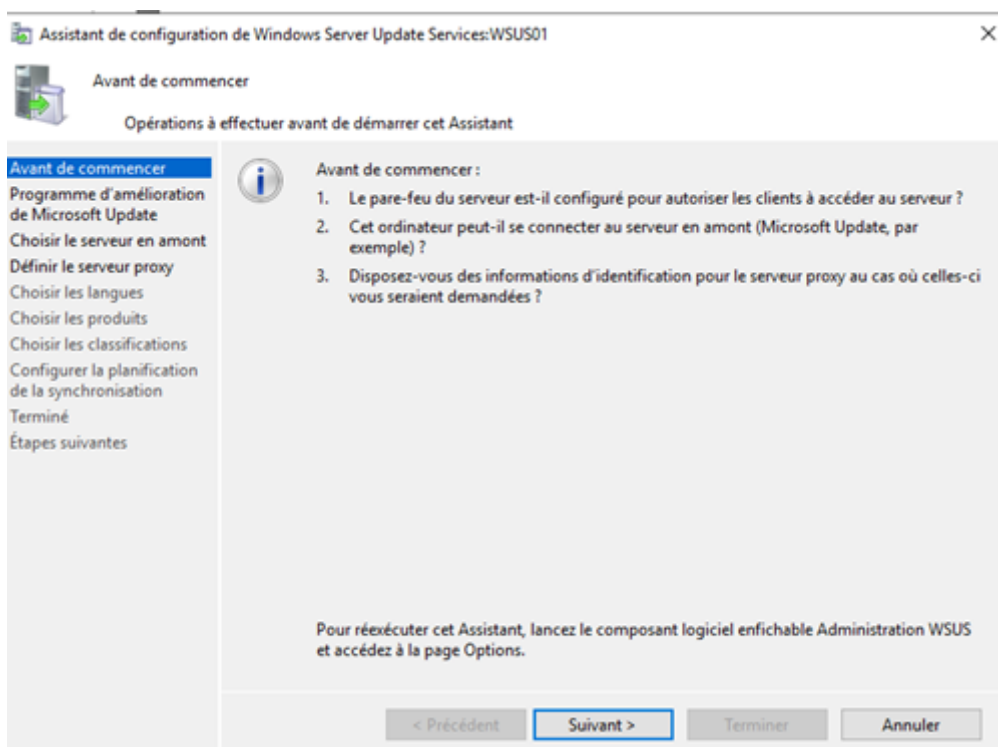 Assistant de configuration de Windows Server Update Services:WSUS01
Avant de commencer
Opérations à effectuer avant de démarrer cet Assistant
Avant de commencer
Programme d'amélioration
de Microsoft Update
Choisir le serveur en amont
Définir le serveur proxy
Choisir les langues
Choisir les produits
Choisir les classifications
Configurer la planification
de la synchronisation
Terminé
Étapes suivantes
Avant de commencer :
1. Le pare-feu du serveur est-il configuré pour autoriser les clients à accéder au serveur ?
2. Cet ordinateur peut-il se connecter au serveur en amont (Microsoft Update, par
exemple) ?
3. Disposez-vous des informations d'identification pour le serveur proxy au cas où celles-ci
vous seraient demandées ?
Pour réexécuter cet Assistant, lancez le composant logiciel enfichable Administration WSUS
et accédez à la page Options.
< Précédent
Suivant >
Terminer
Annuler